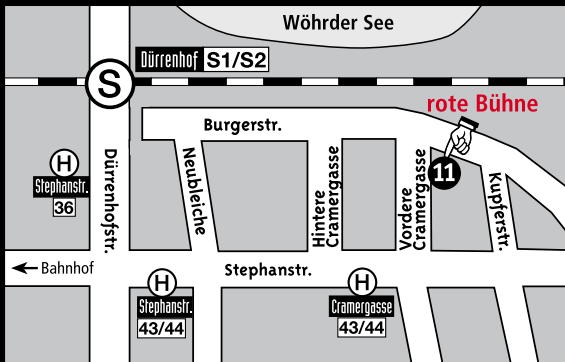 Wöhrder See
Dürrenhof S1/S2
S
rote Bühne
Burgerstr.
H
Stephanstr.
36
Dürrenhofstr.
Neubleiche
Hintere
Cramergasse
Vordere
Cramergasse
11
Kupferstr.
Bahnhof
Stephanstr.
H
Stephanstr.
43/44
H
Cramergasse
43/44